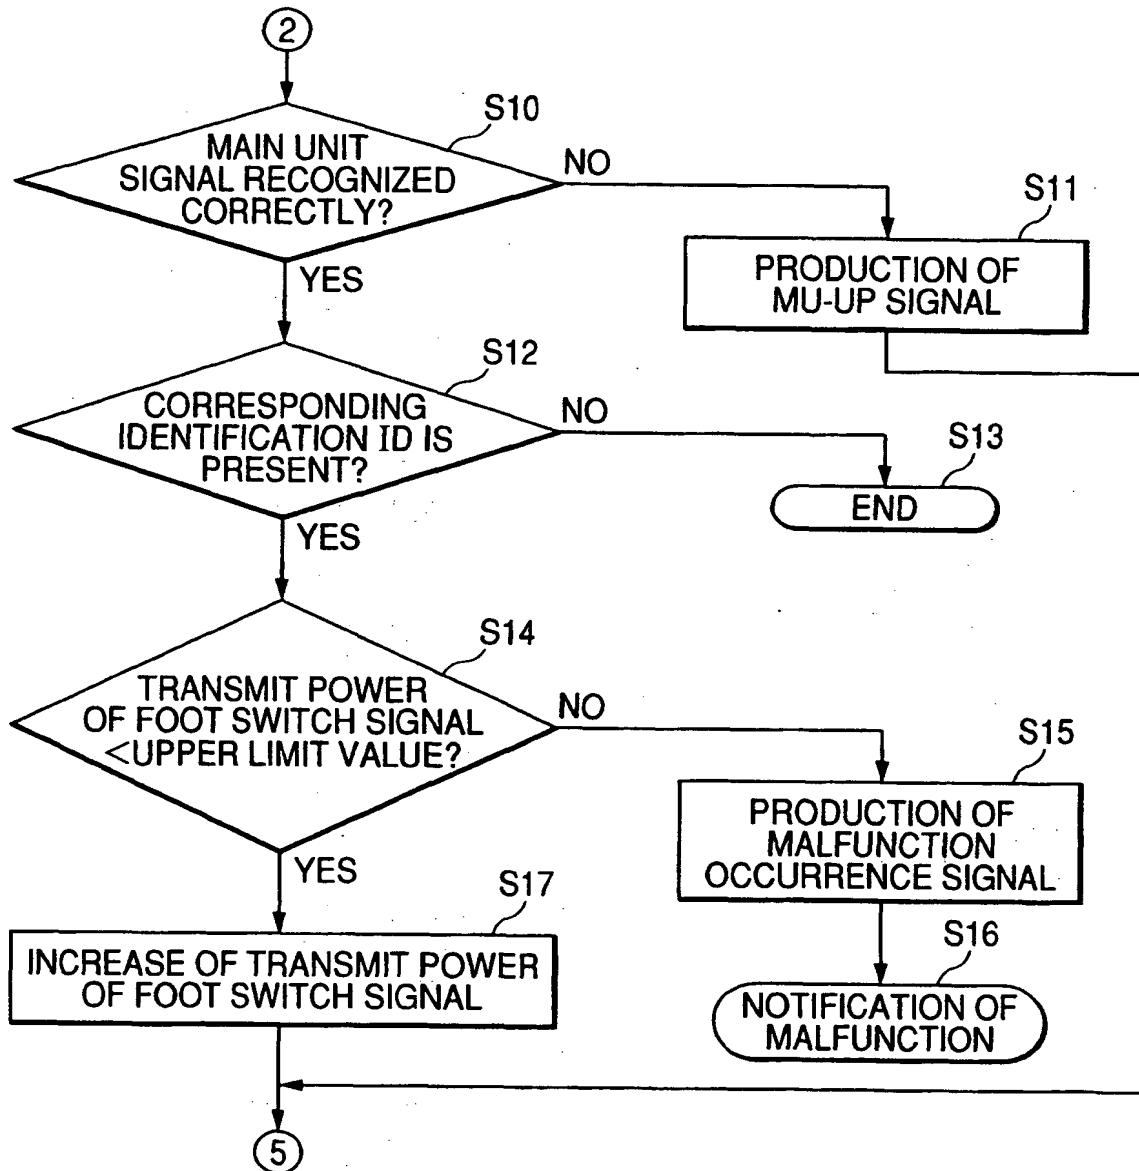 2
S10
MAIN UNIT
SIGNAL RECOGNIZED
CORRECTLY?
NO
YES
S11
PRODUCTION OF
MU-UP SIGNAL
S12
CORRESPONDING
IDENTIFICATION ID IS
PRESENT?
NO
YES
S13
END
S14
TRANSMIT POWER
OF FOOT SWITCH SIGNAL
<UPPER LIMIT VALUE?
NO
YES
S15
PRODUCTION OF
MALFUNCTION
OCCURRENCE SIGNAL
S16
NOTIFICATION OF
MALFUNCTION
S17
INCREASE OF TRANSMIT POWER
OF FOOT SWITCH SIGNAL
5